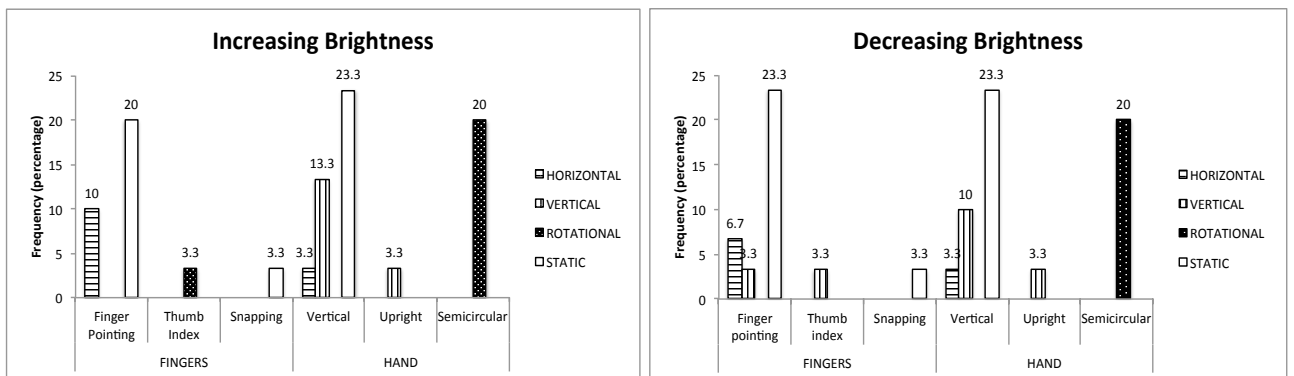 Increasing Brightness
Frequency (percentage)
25
20
15
10
5
0
10
20
3.3
3.3
3.3
13.3
23.3
3.3
20
Finger Pointing
Thumb Index
Snapping
Vertical
Upright
Semicircular
FINGERS
HAND
HORIZONTAL
VERTICAL
ROTATIONAL
STATIC
Decreasing Brightness
Frequency (percentage)
25
20
15
10
5
0
6.7
3.3
23.3
3.3
3.3
3.3
10
23.3
3.3
20
Finger pointing
Thumb index
Snapping
Vertical
Upright
Semicircular
FINGERS
HAND
HORIZONTAL
VERTICAL
ROTATIONAL
STATIC